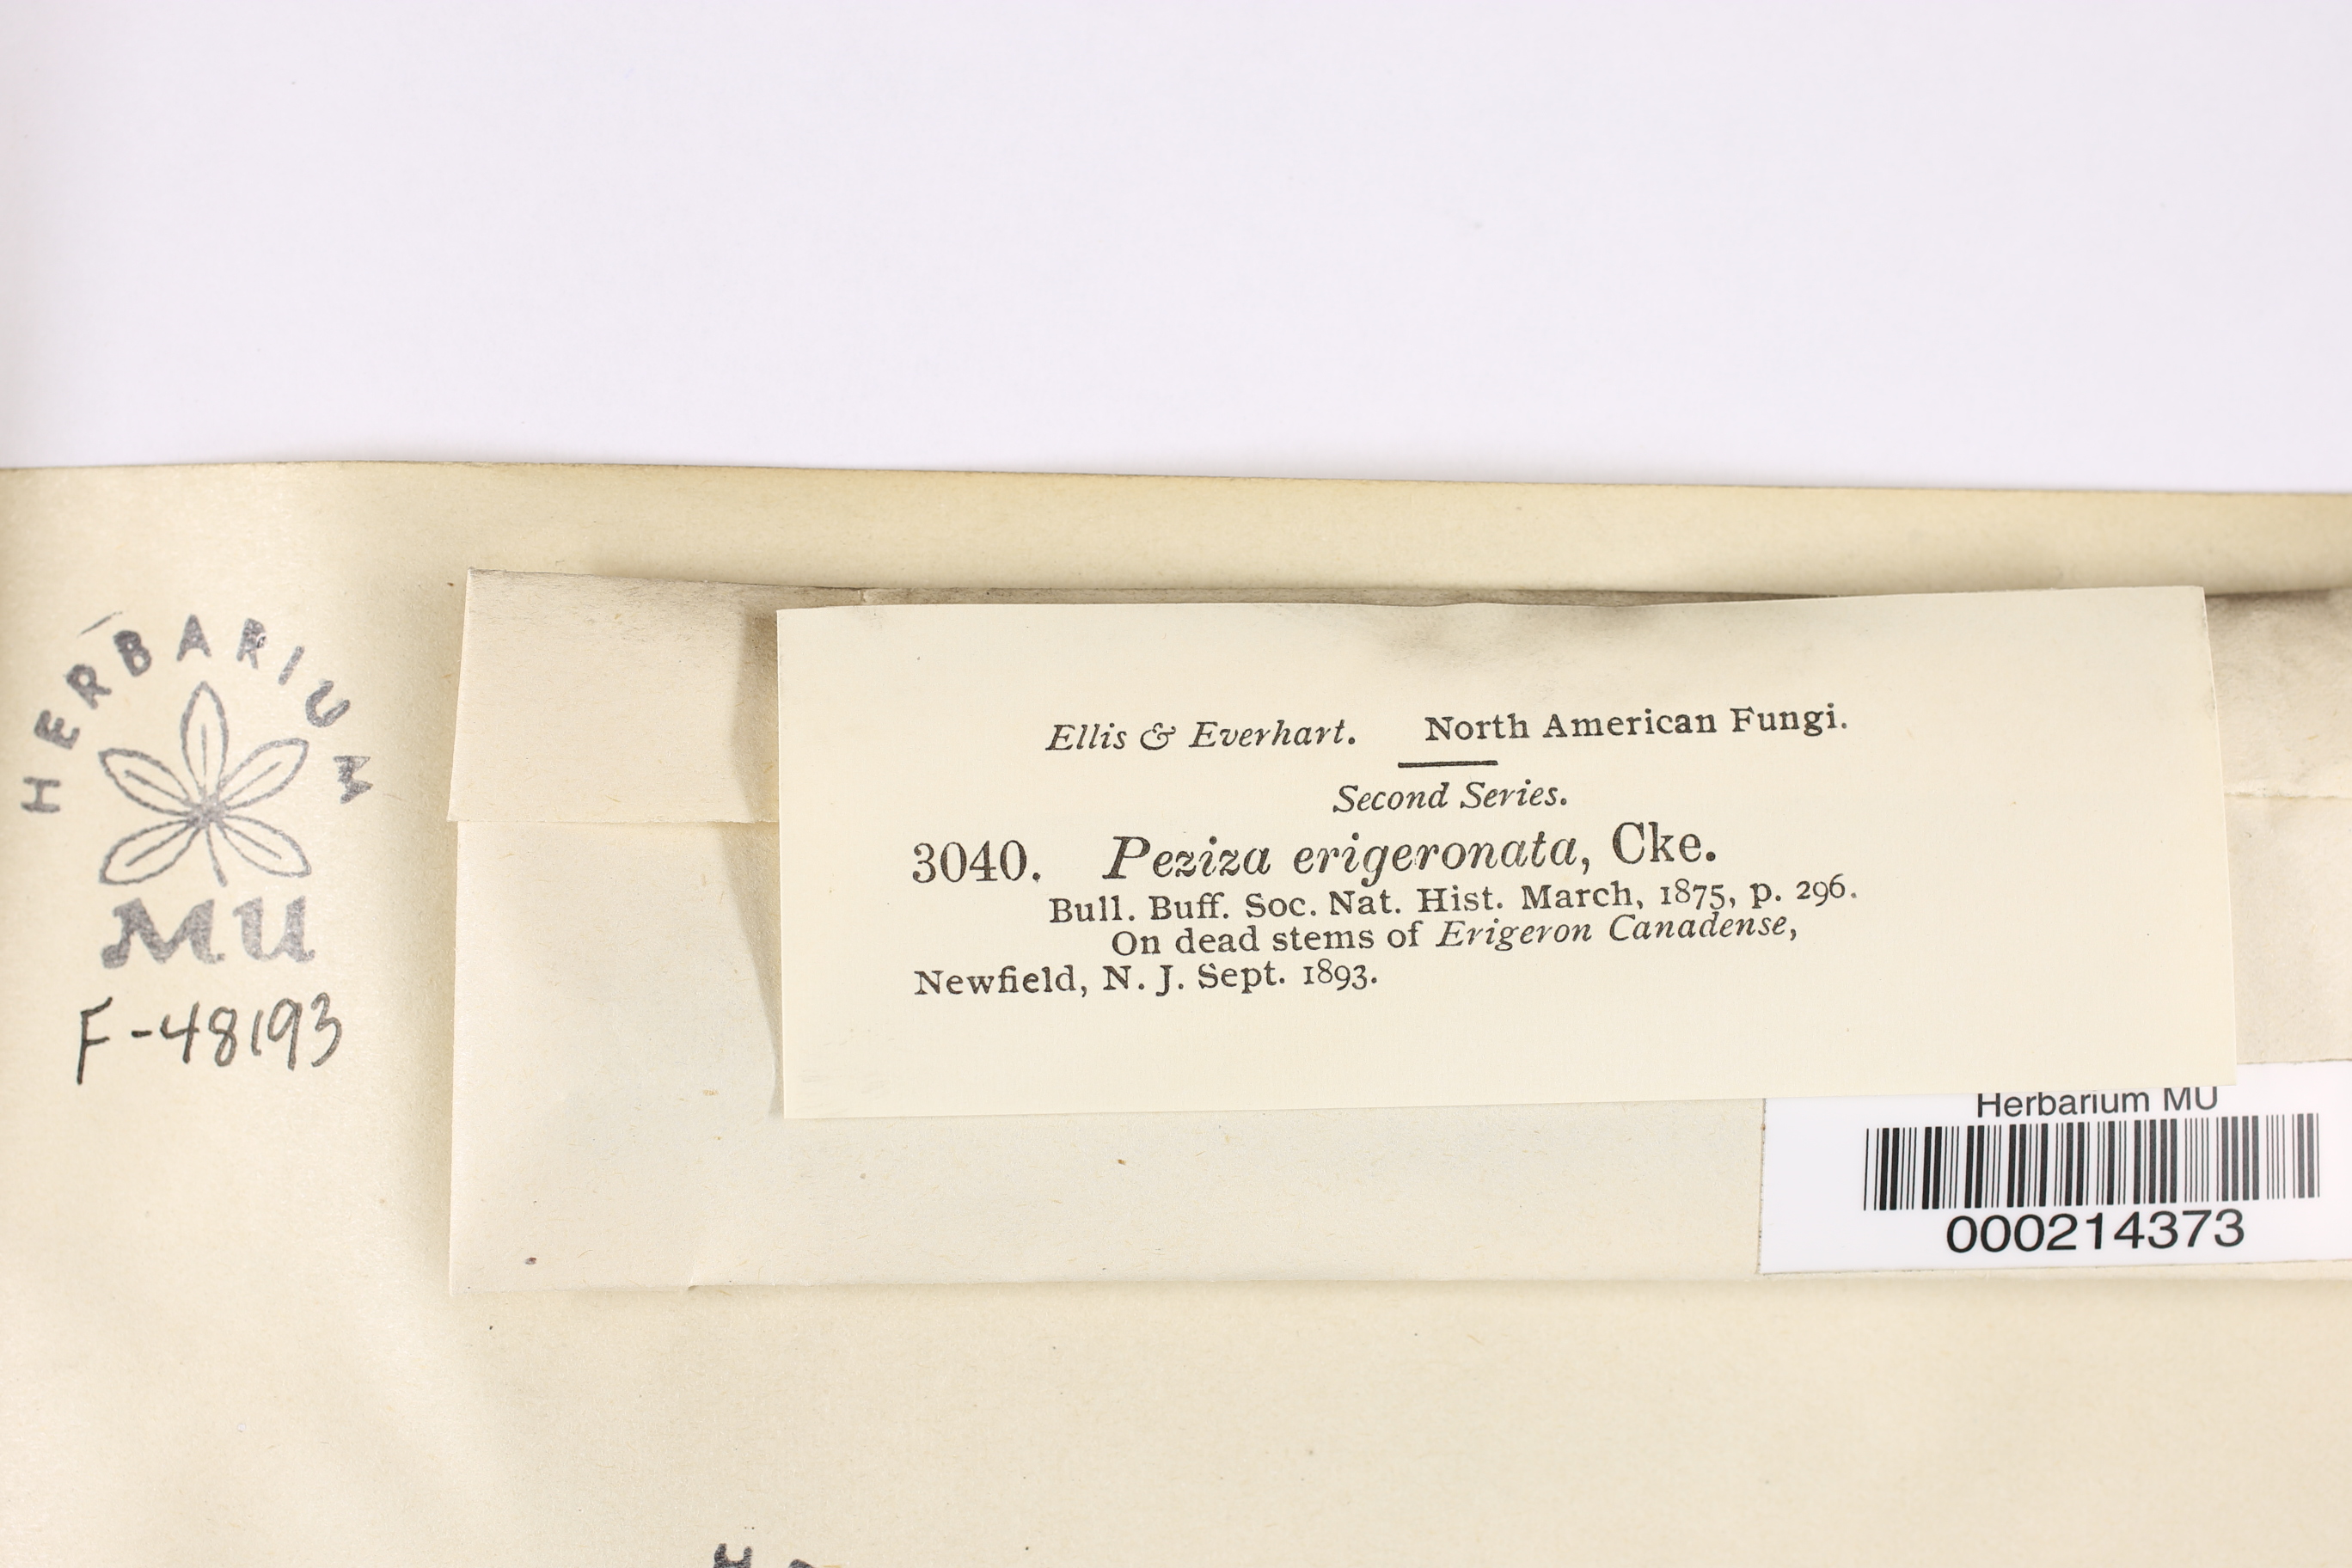 HERBARIUM
MU
F-48193
Ellis & Everhart. North American Fungi.
Second Series.
3040. Peziza erigeronata, Cke.
Bull. Buff. Soc. Nat. Hist. March, 1875, p. 296.
On dead stems of Erigeron Canadense,
Newfield, N. J. Sept. 1893.
Herbarium MU
000214373